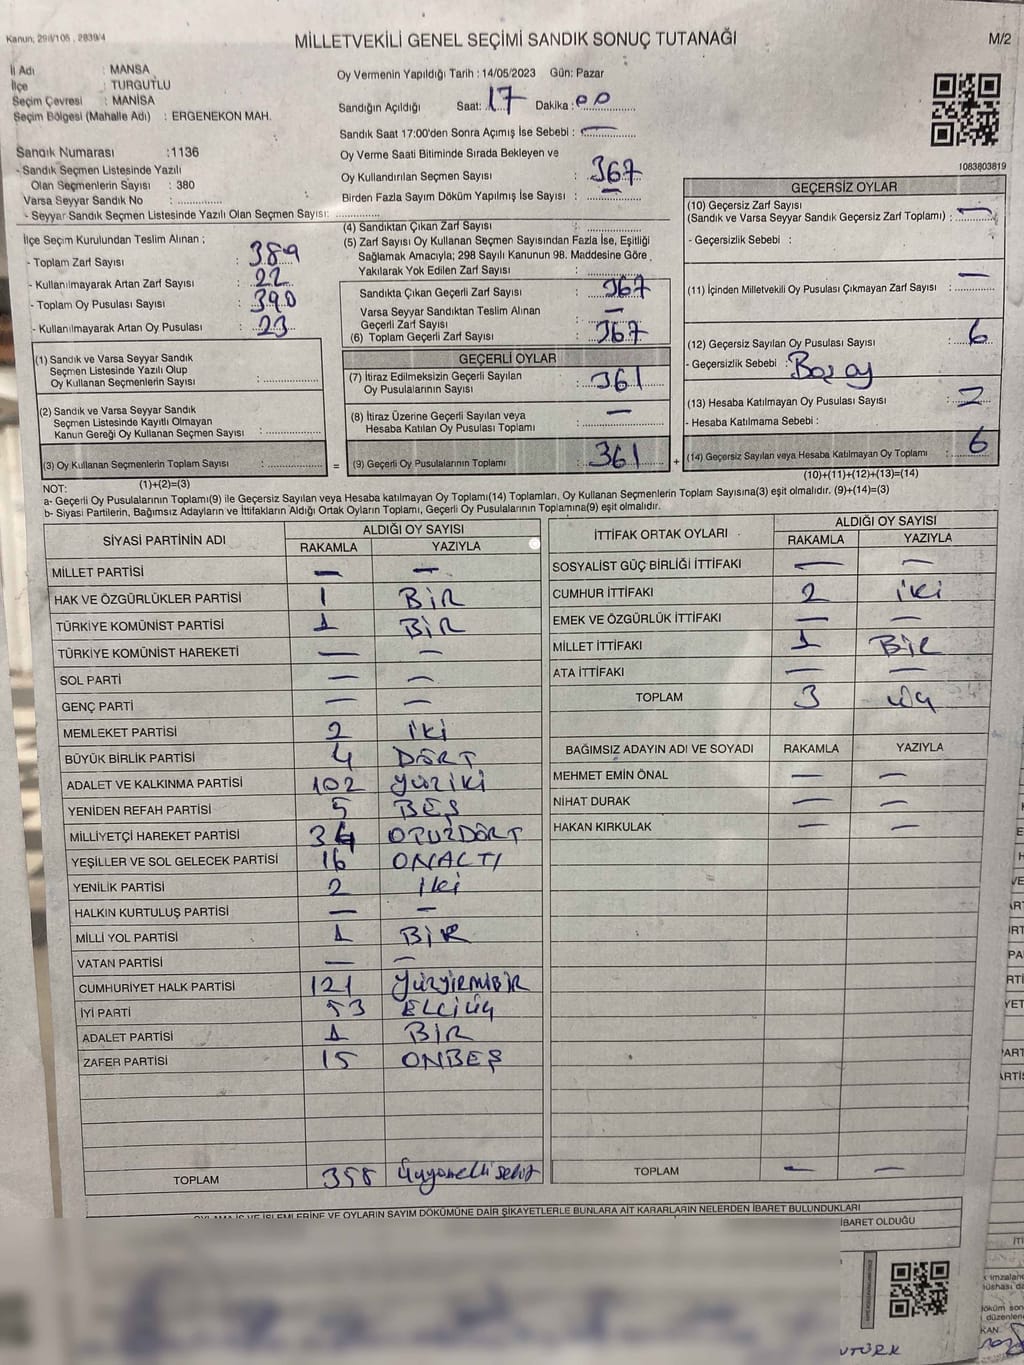 Kanun; 298/105 , 2839/4
MİLLETVEKİLİ GENEL SEÇİMİ SANDIK SONUÇ TUTANAĞI
M/2
İl Adı : MANSA
İlçe : TURGUTLU
Seçim Çevresi : MANİSA
Seçim Bölgesi (Mahalle Adı) : ERGENEKON MAH.
Sandık Numarası :1136
- Sandık Seçmen Listesinde Yazılı
Olan Seçmenlerin Sayısı : 380
Varsa Seyyar Sandık No :
- Seyyar Sandık Seçmen Listesinde Yazılı Olan Seçmen Sayısı:
Oy Vermenin Yapıldığı Tarih : 14/05/2023 Gün: Pazar
Sandığın Açıldığı Saat: 17 Dakika : 00
Sandık Saat 17:00'den Sonra Açımış İse Sebebi : —
Oy Verme Saati Bitiminde Sırada Bekleyen ve
Oy Kullandırılan Seçmen Sayısı : 367
Birden Fazla Sayım Döküm Yapılmış İse Sayısı : —
1083803819
İlçe Seçim Kurulundan Teslim Alınan ;
- Toplam Zarf Sayısı : 389
- Kullanılmayarak Artan Zarf Sayısı : 22
- Toplam Oy Pusulası Sayısı : 390
- Kullanılmayarak Artan Oy Pusulası : 23
(1) Sandık ve Varsa Seyyar Sandık
Seçmen Listesinde Yazılı Olup
Oy Kullanan Seçmenlerin Sayısı :
(2) Sandık ve Varsa Seyyar Sandık
Seçmen Listesinde Kayıtlı Olmayan
Kanun Gereği Oy Kullanan Seçmen Sayısı :
(3) Oy Kullanan Seçmenlerin Toplam Sayısı :
(1)+(2)=(3)
(4) Sandıktan Çıkan Zarf Sayısı :
(5) Zarf Sayısı Oy Kullanan Seçmen Sayısından Fazla İse, Eşitliği
Sağlamak Amacıyla; 298 Sayılı Kanunun 98. Maddesine Göre
Yakılarak Yok Edilen Zarf Sayısı :
Sandıkta Çıkan Geçerli Zarf Sayısı : 367
Varsa Seyyar Sandıktan Teslim Alınan
Geçerli Zarf Sayısı : —
(6) Toplam Geçerli Zarf Sayısı : 367
GEÇERLİ OYLAR
(7) İtiraz Edilmeksizin Geçerli Sayılan
Oy Pusulalarının Sayısı : 361
(8) İtiraz Üzerine Geçerli Sayılan veya
Hesaba Katılan Oy Pusulası Toplamı : —
= (9) Geçerli Oy Pusulalarının Toplamı : 361 +
GEÇERSİZ OYLAR
(10) Geçersiz Zarf Sayısı
(Sandık ve Varsa Seyyar Sandık Geçersiz Zarf Toplamı) : —
- Geçersizlik Sebebi :
(11) İçinden Milletvekili Oy Pusulası Çıkmayan Zarf Sayısı : —
(12) Geçersiz Sayılan Oy Pusulası Sayısı : 6
- Geçersizlik Sebebi : Boş oy
(13) Hesaba Katılmayan Oy Pusulası Sayısı :
- Hesaba Katılmama Sebebi :
(14) Geçersiz Sayılan veya Hesaba Katılmayan Oy Toplamı : 6
(10)+(11)+(12)+(13)=(14)
NOT:
a- Geçerli Oy Pusulalarının Toplamı(9) ile Geçersiz Sayılan veya Hesaba katılmayan Oy Toplamı(14) Toplamları, Oy Kullanan Seçmenlerin Toplam Sayısına(3) eşit olmalıdır. (9)+(14)=(3)
b- Siyasi Partilerin, Bağımsız Adayların ve İttifakların Aldığı Ortak Oyların Toplamı, Geçerli Oy Pusulalarının Toplamına(9) eşit olmalıdır.
SİYASİ PARTİNİN ADI ALDIĞI OY SAYISI
RAKAMLA YAZIYLA
MİLLET PARTİSİ — —
HAK VE ÖZGÜRLÜKLER PARTİSİ 1 BİR
TÜRKİYE KOMÜNİST PARTİSİ 1 BİR
TÜRKİYE KOMÜNİST HAREKETİ — —
SOL PARTİ — —
GENÇ PARTİ — —
MEMLEKET PARTİSİ 2 iki
BÜYÜK BİRLİK PARTİSİ 4 DÖRT
ADALET VE KALKINMA PARTİSİ 102 yüziki
YENİDEN REFAH PARTİSİ 5 BEŞ
MİLLİYETÇİ HAREKET PARTİSİ 34 OTUZDÖRT
YEŞİLLER VE SOL GELECEK PARTİSİ 16 ONALTI
YENİLİK PARTİSİ 2 iki
HALKIN KURTULUŞ PARTİSİ — —
MİLLİ YOL PARTİSİ 1 BİR
VATAN PARTİSİ — —
CUMHURİYET HALK PARTİSİ 121 YÜZYİRMİBİR
İYİ PARTİ 53 ELLİÜÇ
ADALET PARTİSİ 1 BİR
ZAFER PARTİSİ 15 ONBEŞ
TOPLAM 358 Üçyüzellisekiz
İTTİFAK ORTAK OYLARI ALDIĞI OY SAYISI
RAKAMLA YAZIYLA
SOSYALİST GÜÇ BİRLİĞİ İTTİFAKI — —
CUMHUR İTTİFAKI 2 iki
EMEK VE ÖZGÜRLÜK İTTİFAKI — —
MİLLET İTTİFAKI 1 BİR
ATA İTTİFAKI — —
TOPLAM 3 üç
BAĞIMSIZ ADAYIN ADI VE SOYADI RAKAMLA YAZIYLA
MEHMET EMİN ÖNAL — —
NİHAT DURAK — —
HAKAN KIRKULAK — —
TOPLAM — —
OYLAMA İŞ VE İŞLEMLERİNE VE OYLARIN SAYIM DÖKÜMÜNE DAİR ŞİKAYETLERLE BUNLARA AİT KARARLARIN NELERDEN İBARET BULUNDUKLARI
İBARET OLDUĞU